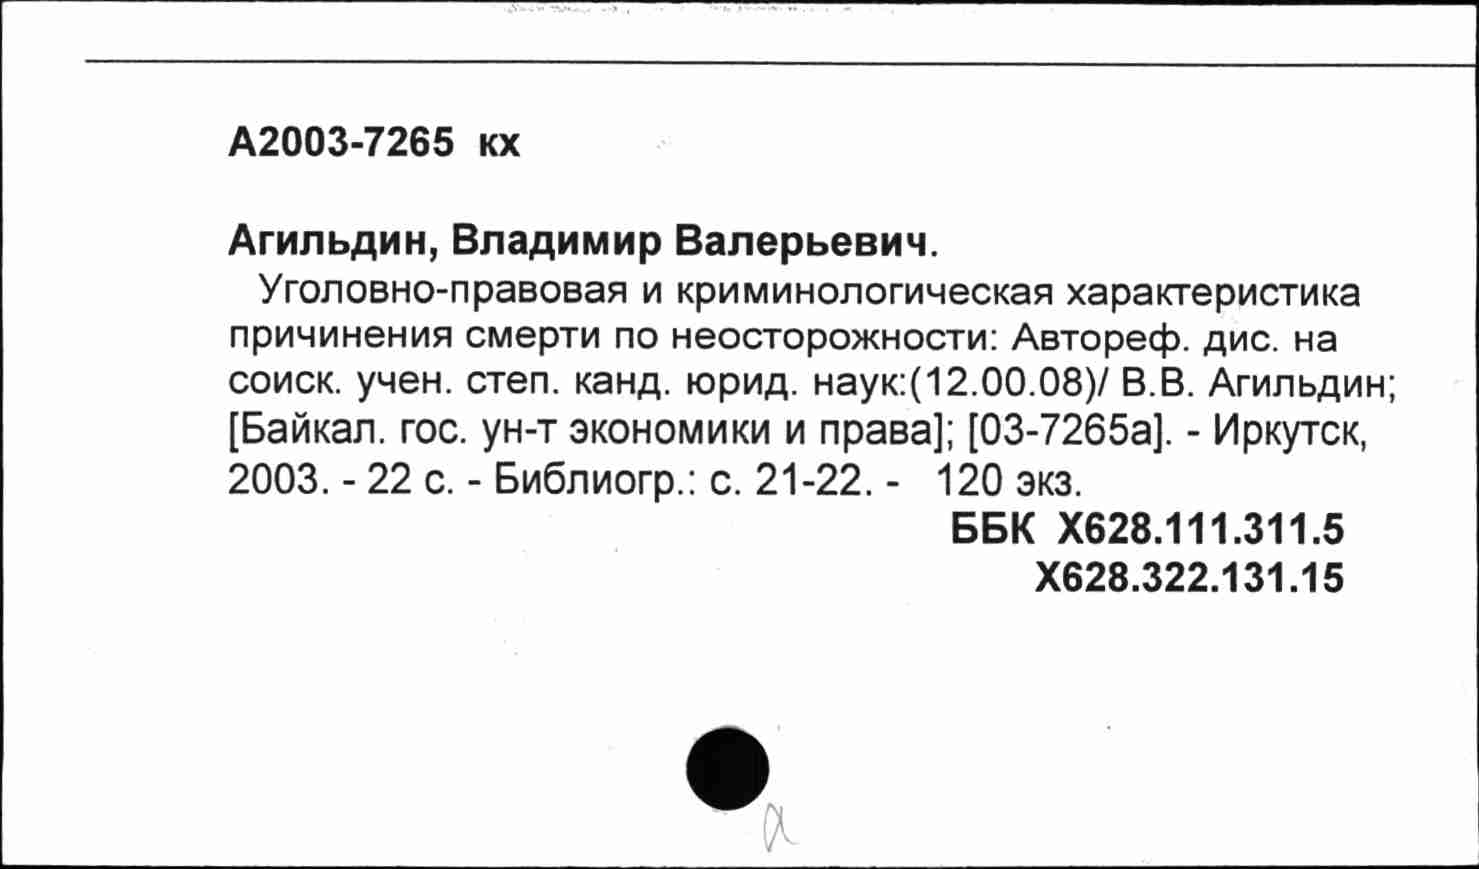 А2003-7265 кх
Агильдин, Владимир Валерьевич.
Уголовно-правовая и криминологическая характеристика
причинения смерти по неосторожности: Автореф. дис. на
соиск. учен. степ. канд. юрид. наук:(12.00.08)/ В.В. Агильдин;
[Байкал. гос. ун-т экономики и права]; [03-7265а]. - Иркутск,
2003. - 22 с. - Библиогр.: с. 21-22. - 120 экз.
ББК Х628.111.311.5
Х628.322.131.15
а